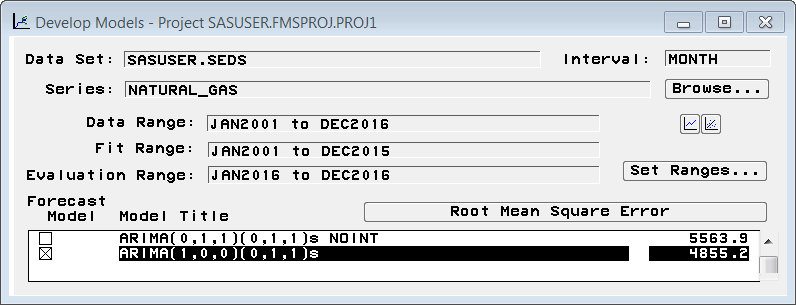 Develop Models - Project SASUSER.FMSPROJ.PROJ1
Data Set: SASUSER.SEDS Interval: MONTH
Series: NATURAL_GAS Browse...
Data Range: JAN2001 to DEC2016
Fit Range: JAN2001 to DEC2015
Evaluation Range: JAN2016 to DEC2016 Set Ranges...
Forecast
Model Model Title Root Mean Square Error
ARIMA(0,1,1)(0,1,1)s NOINT 5563.9
ARIMA(1,0,0)(0,1,1)s 4855.2